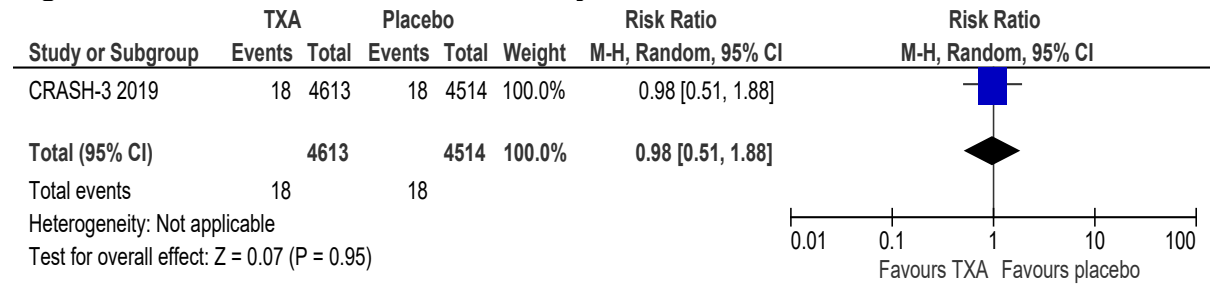 TXA Placebo Risk Ratio Risk Ratio
Study or Subgroup Events Total Events Total Weight M-H, Random, 95% CI M-H, Random, 95% CI
CRASH-3 2019 18 4613 18 4514 100.0% 0.98 [0.51, 1.88]
Total (95% CI) 4613 4514 100.0% 0.98 [0.51, 1.88]
Total events 18 18
Heterogeneity: Not applicable
Test for overall effect: Z = 0.07 (P = 0.95)
0.01 0.1 1 10 100
Favours TXA Favours placebo